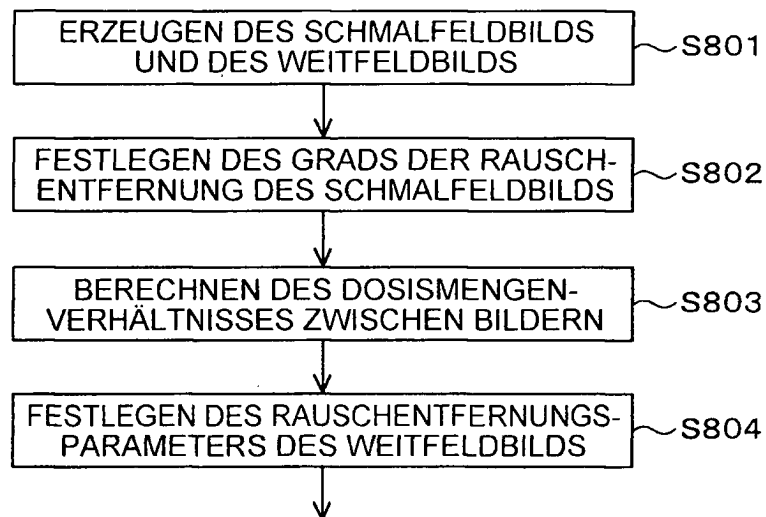 ERZEUGEN DES SCHMALFELDBILDS
UND DES WEITFELDBILDS
S801
FESTLEGEN DES GRADS DER RAUSCH-
ENTFERNUNG DES SCHMALFELDBILDS
S802
BERECHNEN DES DOSISMENGEN-
VERHÄLTNISSES ZWISCHEN BILDERN
S803
FESTLEGEN DES RAUSCHENTFERNUNGS-
PARAMETERS DES WEITFELDBILDS
S804